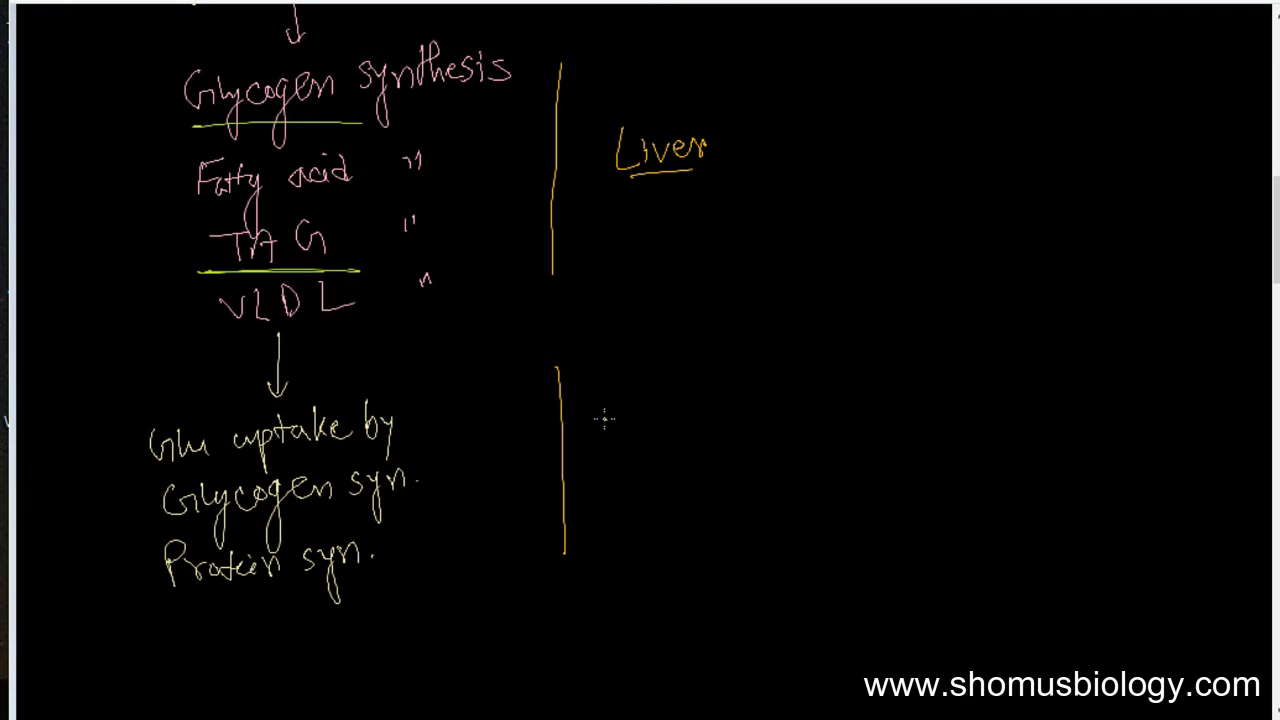 Glycogen synthesis
Fatty acid "
TAG "
VLDL "
Liver
Glu uptake by
Glycogen syn.
Protein syn.
www.shomusbiology.com